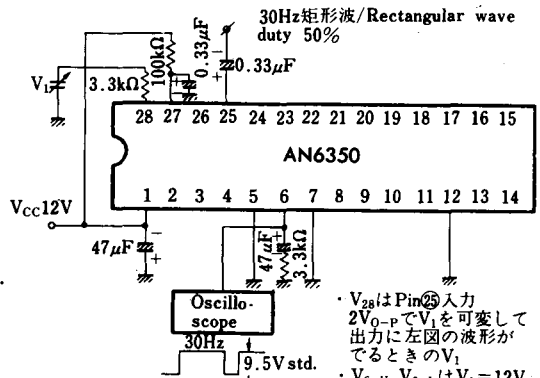 30Hz矩形波/Rectangular wave
duty 50%
0.33μF
100kΩ
0.33μF
V₁
3.3kΩ
28 27 26 25 24 23 22 21 20 19 18 17 16 15
AN6350
1 2 3 4 5 6 7 8 9 10 11 12 13 14
Vcc12V
47μF
47μF
3.3kΩ
Oscillo-
scope
30Hz
9.5V std.
・V₂₈はPin㉕入力
2V₀₋ₚでV₁を可変して
出力に左図の波形が
でるときのV₁